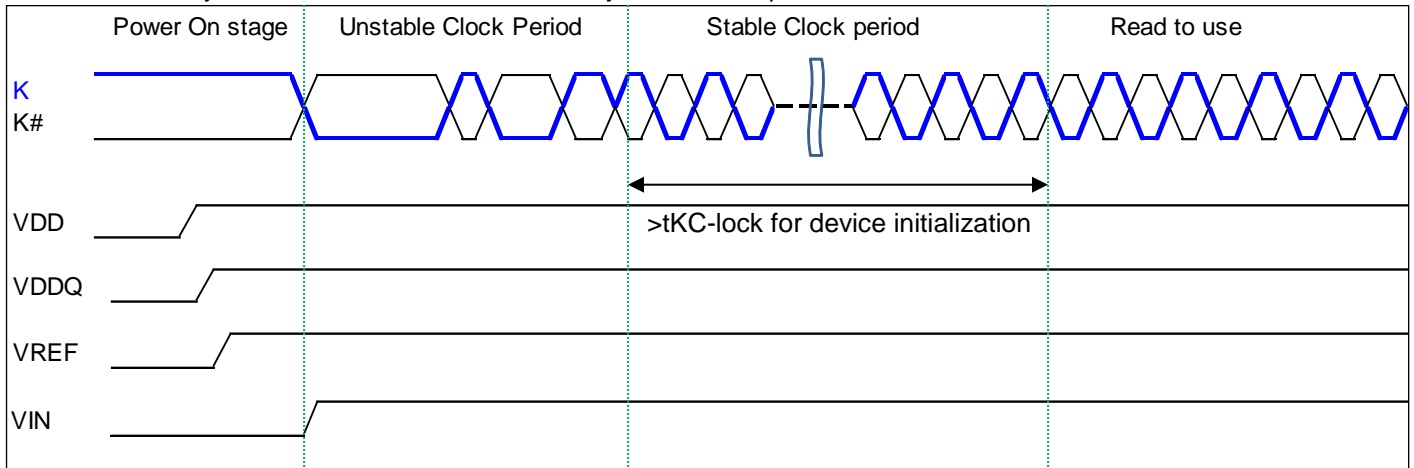 Power On stage Unstable Clock Period Stable Clock period Read to use
K
K#
VDD
>tKC-lock for device initialization
VDDQ
VREF
VIN